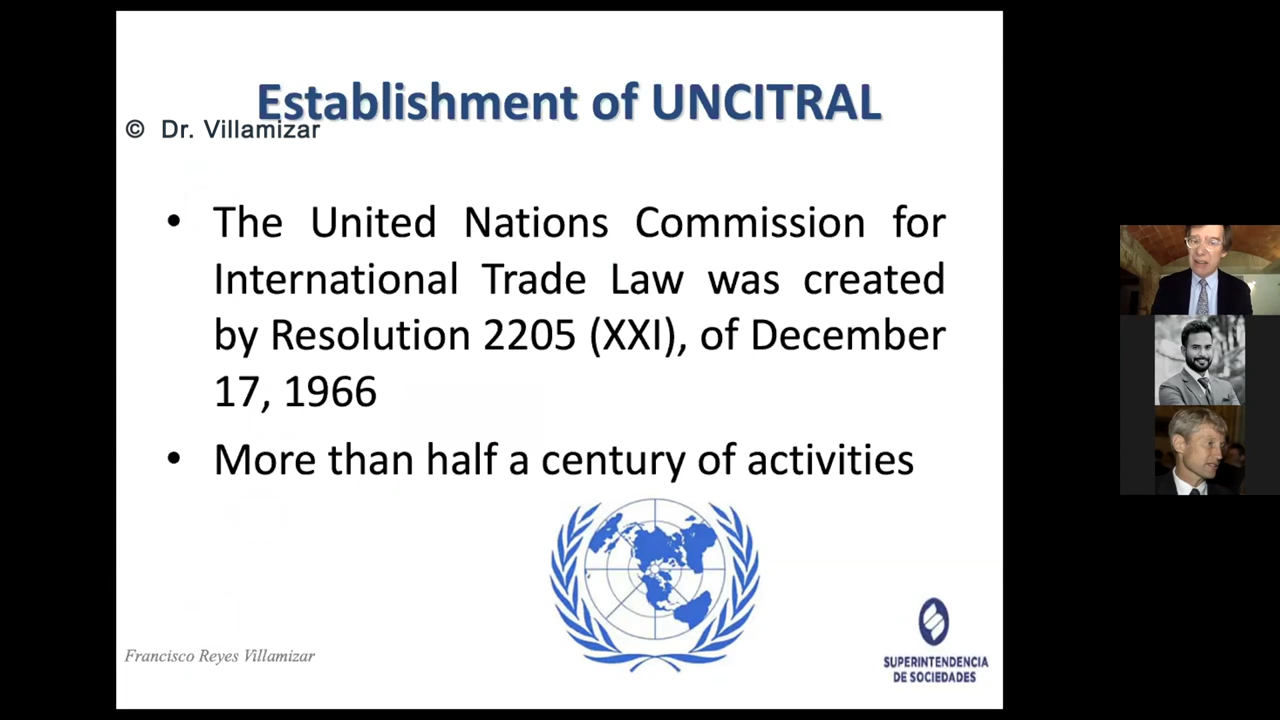 Establishment of UNCITRAL
© Dr. Villamizar
• The United Nations Commission for
International Trade Law was created
by Resolution 2205 (XXI), of December
17, 1966
• More than half a century of activities
Francisco Reyes Villamizar
SUPERINTENDENCIA
DE SOCIEDADES